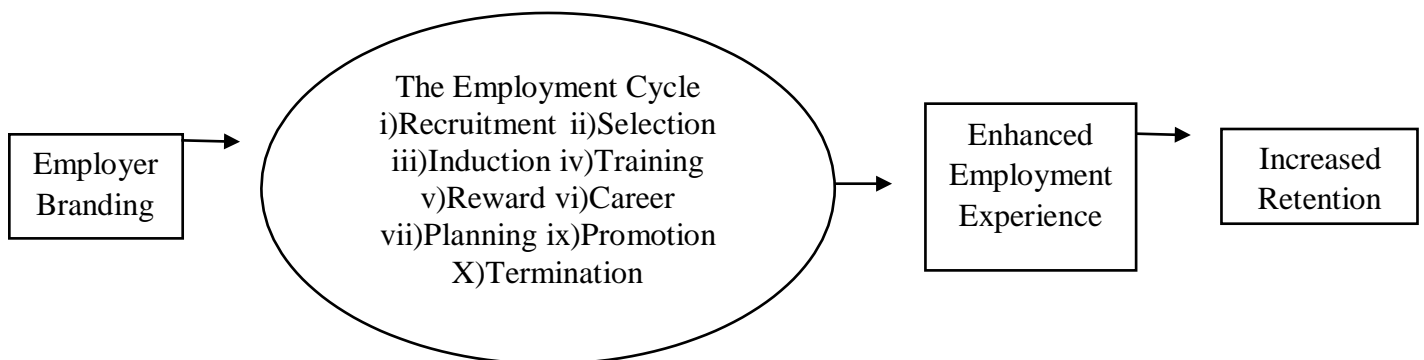 Employer
Branding
The Employment Cycle
i)Recruitment ii)Selection
iii)Induction iv)Training
v)Reward vi)Career
vii)Planning ix)Promotion
X)Termination
Enhanced
Employment
Experience
Increased
Retention